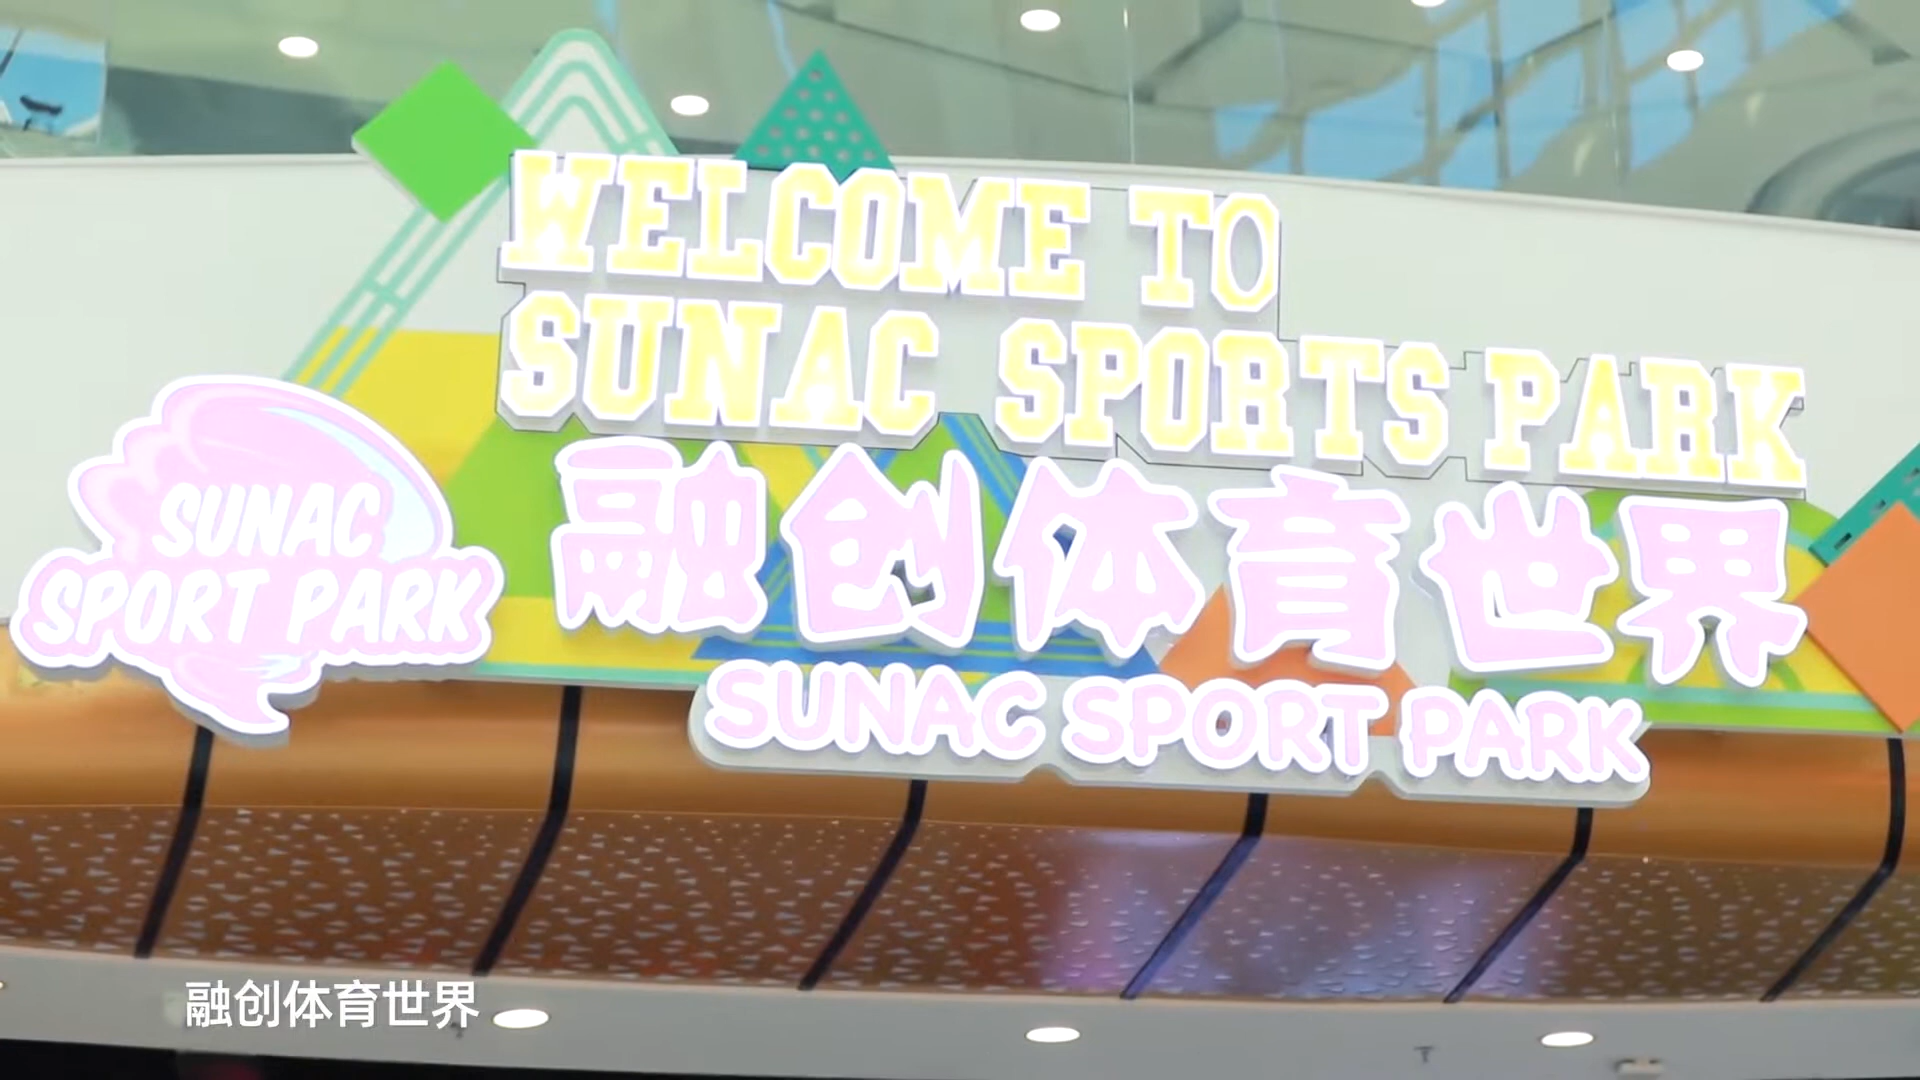 WELCOME TO
SUNAC SPORTS PARK
SUNAC
SPORT PARK
融创体育世界
SUNAC SPORT PARK
融创体育世界